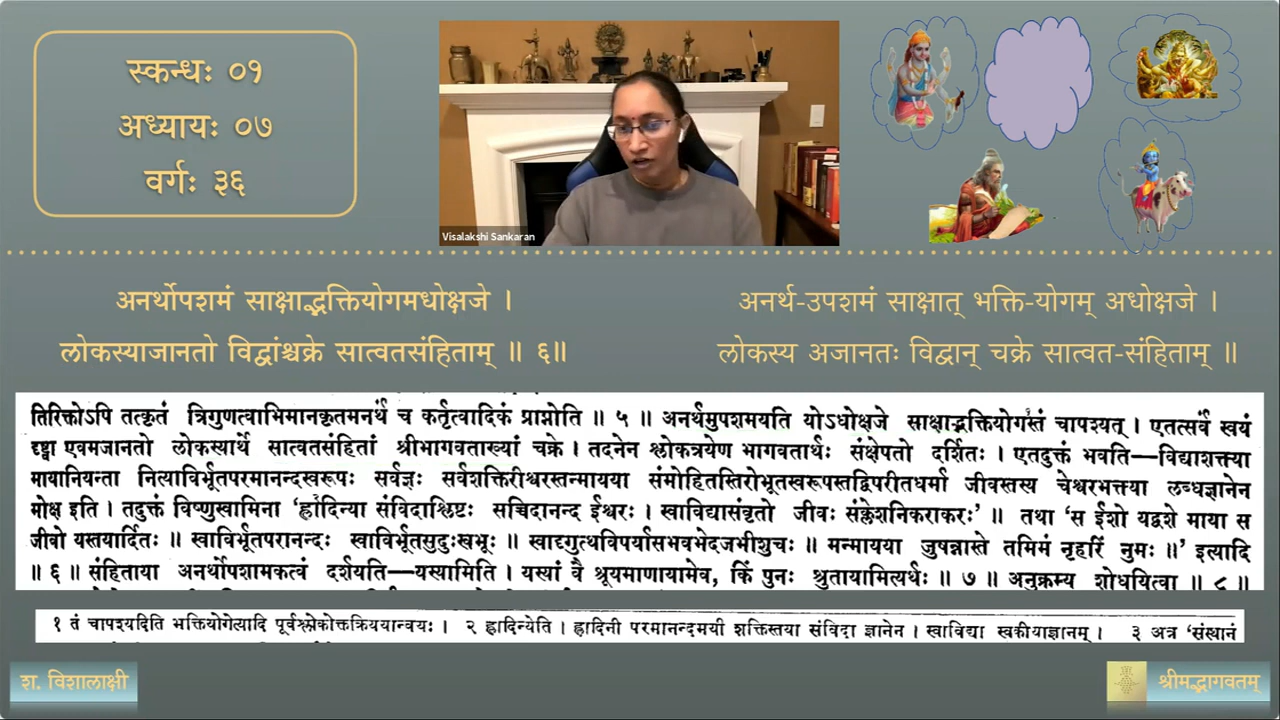 स्कन्धः ०१
अध्यायः ०७
वर्गः ३६
Visalakshi Sankaran
अनर्थोपशमं साक्षाद्भक्तियोगमधोक्षजे ।
लोकस्याजानतो विद्वांश्चक्रे सात्वतसंहिताम् ॥ ६॥
अनर्थ-उपशमं साक्षात् भक्ति-योगम् अधोक्षजे ।
लोकस्य अजानतः विद्वान् चक्रे सात्वत-संहिताम् ॥
तिरिक्तोऽपि तत्कृतं त्रिगुणत्वाभिमानकृतमनर्थं च कर्तृत्वादिकं प्राप्नोति ॥ ५ ॥ अनर्थमुपशमयति योऽधोक्षजे साक्षाद्भक्तियोगस्तं चापश्यत् । एतत्सर्वं स्वयं
दृष्ट्वा एवमजानतो लोकस्यार्थे सात्वतसंहितां श्रीभागवताख्यां चक्रे । तदनेन श्लोकत्रयेण भागवतार्थः संक्षेपतो दर्शितः । एतदुक्तं भवति—विद्याशक्त्या
मायानियन्ता नित्याविर्भूतपरमानन्दस्वरूपः सर्वज्ञः सर्वशक्तिरीश्वरस्तन्मायया संमोहितस्तिरोभूतस्वरूपस्तद्विपरीतधर्मा जीवस्तस्य चेश्वरभक्त्या लब्धज्ञानेन
मोक्ष इति । तदुक्तं विष्णुस्वामिना ‘ह्लादिन्या संविदाश्लिष्टः सच्चिदानन्द ईश्वरः । स्वाविद्यासंवृतो जीवः संक्लेशनिकराकरः’ ॥ तथा ‘स ईशो यद्वशे माया स
जीवो यस्तयार्दितः ॥ स्वाविर्भूतपरानन्दः स्वाविर्भूतसुदुःखभूः ॥ स्वादृगुत्थविपर्यासभवभेदजभीशुचः ॥ मन्मायया जुषन्नास्ते तमिमं नृहरिं नुमः ॥’ इत्यादि
॥ ६ ॥ संहिताया अनर्थोपशामकत्वं दर्शयति—यस्यामिति । यस्यां वै श्रूयमाणायामेव, किं पुनः श्रुतायामित्यर्थः ॥ ७ ॥ अनुक्रम्य शोधयित्वा ॥ ८ ॥
१ तं चापश्यदिति भक्तियोगेत्यादि पूर्वश्लोकोक्तक्रिययान्वयः । २ ह्लादिन्येति । ह्लादिनी परमानन्दमयी शक्तिस्तया संविदा ज्ञानेन । स्वाविद्या स्वकीयाज्ञानम् । ३ अत्र ‘संस्थानं
श. विशालाक्षी
श्रीमद्भागवतम्